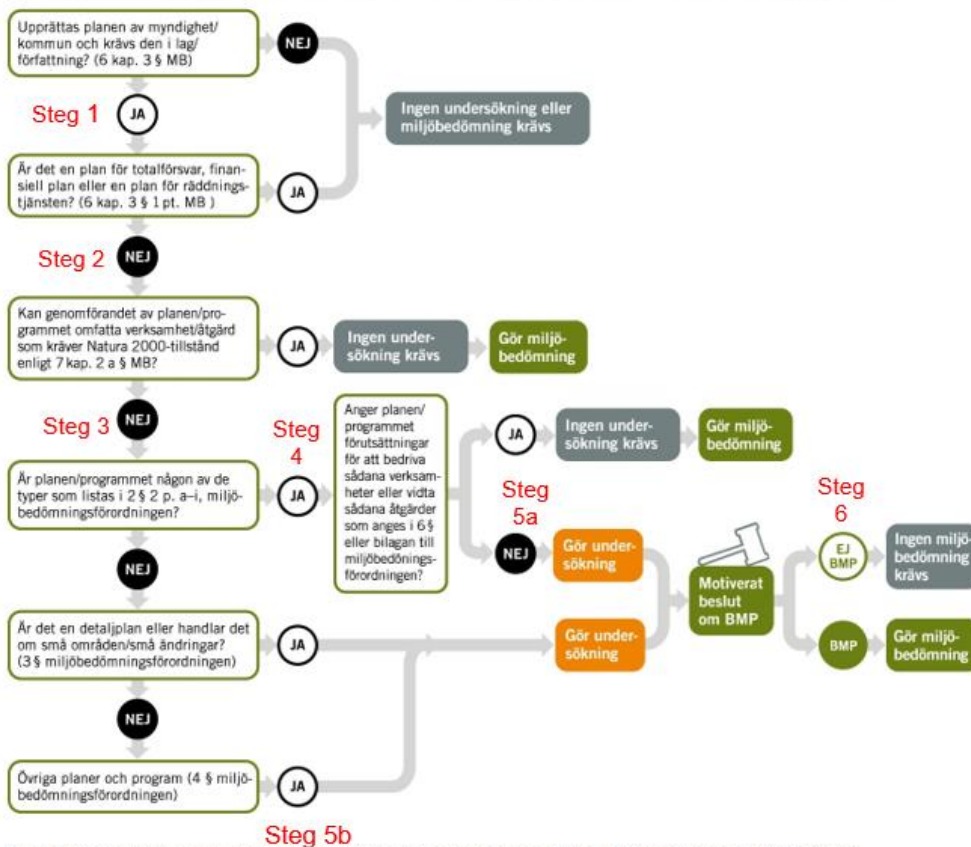 Upprättas planen av myndighet/
kommun och krävs den i lag/
författning? (6 kap. 3 § MB)
NEJ
Steg 1
JA
Ingen undersökning eller
miljöbedömning krävs
Är det en plan för totalförsvar, finan-
siell plan eller en plan för räddnings-
tjänsten? (6 kap. 3 § 1 pt. MB )
JA
Steg 2
NEJ
Kan genomförandet av planen/pro-
grammet omfatta verksamhet/åtgärd
som kräver Natura 2000-tillstånd
enligt 7 kap. 2 a § MB?
JA
Ingen under-
sökning krävs
Gör miljö-
bedömning
Steg 3
NEJ
Är planen/programmet någon av de
typer som listas i 2 § 2 p. a–i, miljö-
bedömningsförordningen?
Steg
4
JA
Anger planen/
programmet
förutsättningar
för att bedriva
sådana verksam-
heter eller vidta
sådana åtgärder
som anges i 6 §
eller bilagan till
miljöbedönings-
förordningen?
JA
Ingen under-
sökning krävs
Gör miljö-
bedömning
Steg
5a
NEJ
Gör under-
sökning
Motiverat
beslut
om BMP
Steg
6
EJ
BMP
Ingen miljö-
bedömning
krävs
BMP
Gör miljö-
bedömning
NEJ
Är det en detaljplan eller handlar det
om små områden/små ändringar?
(3 § miljöbedömningsförordningen)
JA
Gör under-
sökning
NEJ
Övriga planer och program (4 § miljö-
bedömningsförordningen)
JA
Steg 5b